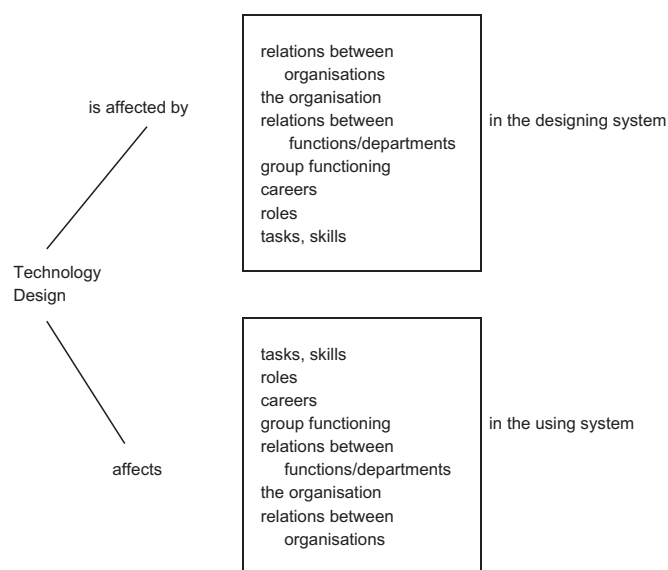 relations between
organisations
the organisation
is affected by
relations between
in the designing system
functions/departments
group functioning
careers
roles
tasks, skills
Technology
Design
tasks, skills
roles
careers
group functioning
in the using system
relations between
functions/departments
affects
the organisation
relations between
organisations